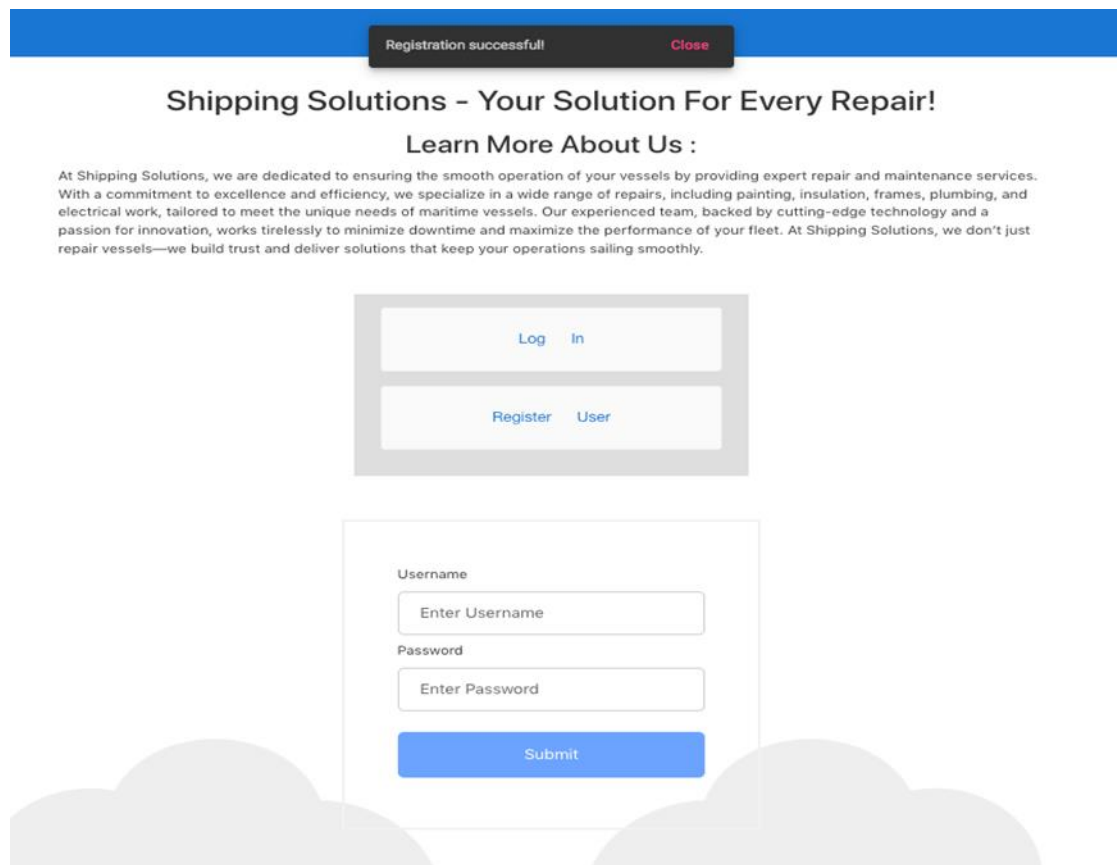 Registration successful! Close
Shipping Solutions - Your Solution For Every Repair!
Learn More About Us :
At Shipping Solutions, we are dedicated to ensuring the smooth operation of your vessels by providing expert repair and maintenance services.
With a commitment to excellence and efficiency, we specialize in a wide range of repairs, including painting, insulation, frames, plumbing, and
electrical work, tailored to meet the unique needs of maritime vessels. Our experienced team, backed by cutting-edge technology and a
passion for innovation, works tirelessly to minimize downtime and maximize the performance of your fleet. At Shipping Solutions, we don't just
repair vessels—we build trust and deliver solutions that keep your operations sailing smoothly.
Log In
Register User
Username
Enter Username
Password
Enter Password
Submit